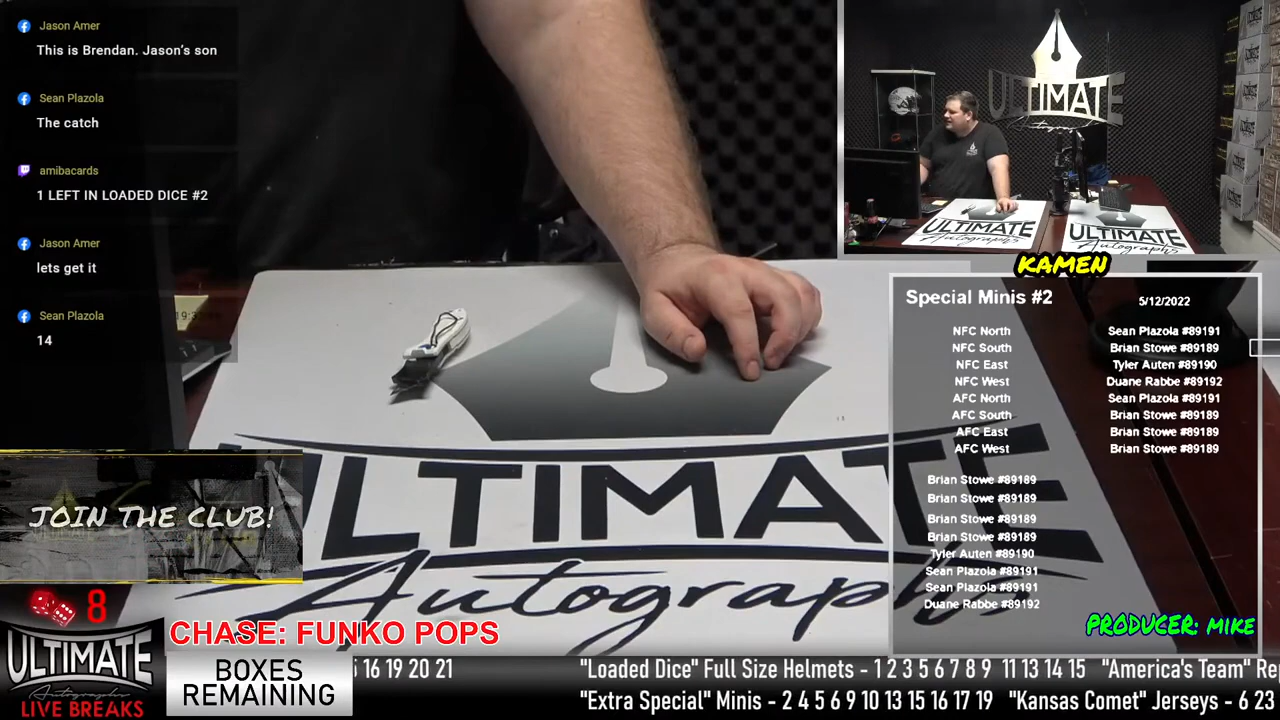 Jason Amer
This is Brendan. Jason's son
Sean Plazola
The catch
amibacards
1 LEFT IN LOADED DICE #2
Jason Amer
lets get it
Sean Plazola
14
ULTIMATE
ULTIMATE
Autographs
ULTIMATE
Autographs
KAMEN
Special Minis #2 5/12/2022
NFC North Sean Plazola #89191
NFC South Brian Stowe #89189
NFC East Tyler Auten #89190
NFC West Duane Rabbe #89192
AFC North Sean Plazola #89191
AFC South Brian Stowe #89189
AFC East Brian Stowe #89189
AFC West Brian Stowe #89189
Brian Stowe #89189
Brian Stowe #89189
Brian Stowe #89189
Brian Stowe #89189
Tyler Auten #89190
Sean Plazola #89191
Sean Plazola #89191
Duane Rabbe #89192
PRODUCER: MIKE
ULTIMATE
Autographs
JOIN THE CLUB!
8
ULTIMATE
Autographs
LIVE BREAKS
CHASE: FUNKO POPS
BOXES
REMAINING
16 19 20 21 "Loaded Dice" Full Size Helmets - 1 2 3 5 6 7 8 9 11 13 14 15 "America's Team"
"Extra Special" Minis - 2 4 5 6 9 10 13 15 16 17 19 "Kansas Comet" Jerseys - 6 23